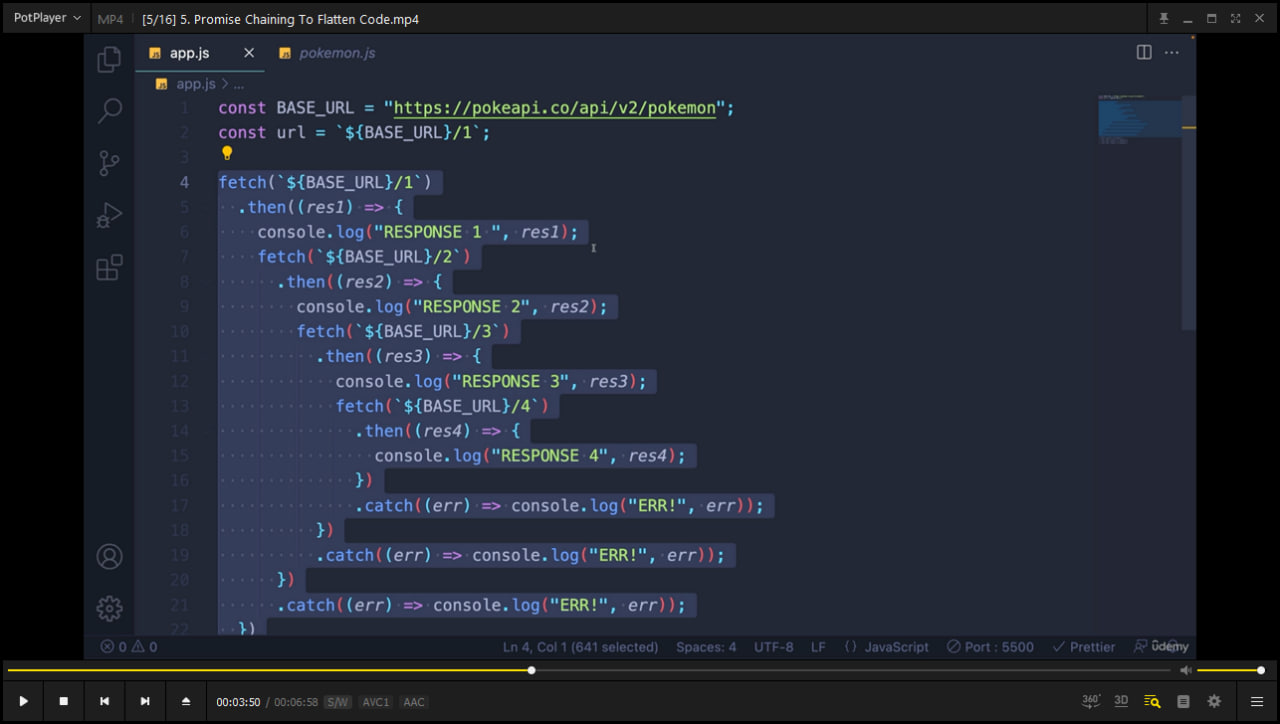 PotPlayer MP4 [5/16] 5. Promise Chaining To Flatten Code.mp4
JS app.js JS pokemon.js
JS app.js > ...
1 const BASE_URL = "https://pokeapi.co/api/v2/pokemon";
2 const url = `${BASE_URL}/1`;
3
4 fetch(`${BASE_URL}/1`)
5 .then((res1) => {
6 console.log("RESPONSE 1 ", res1);
7 fetch(`${BASE_URL}/2`)
8 .then((res2) => {
9 console.log("RESPONSE 2", res2);
10 fetch(`${BASE_URL}/3`)
11 .then((res3) => {
12 console.log("RESPONSE 3", res3);
13 fetch(`${BASE_URL}/4`)
14 .then((res4) => {
15 console.log("RESPONSE 4", res4);
16 })
17 .catch((err) => console.log("ERR!", err));
18 })
19 .catch((err) => console.log("ERR!", err));
20 })
21 .catch((err) => console.log("ERR!", err));
22 })
0 0 Ln 4, Col 1 (641 selected) Spaces: 4 UTF-8 LF {} JavaScript Port : 5500 Prettier ûdemy
00:03:50 / 00:06:58 S/W AVC1 AAC 360° 3D